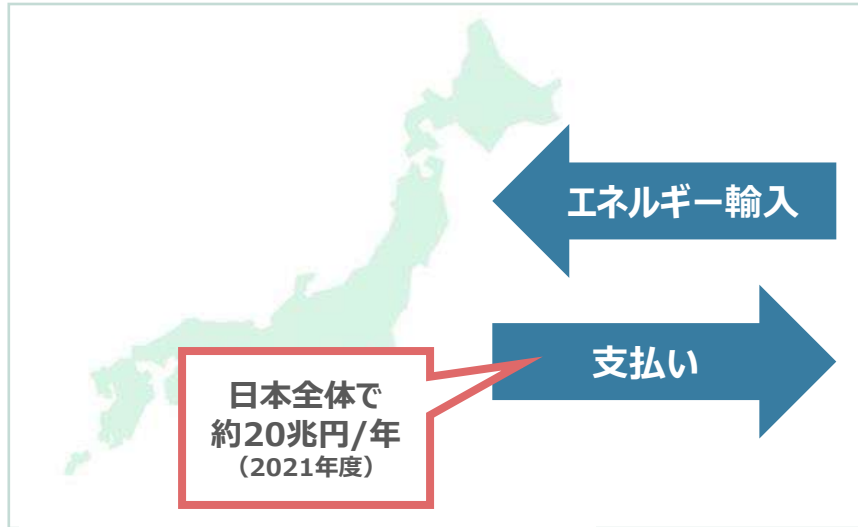 エネルギー輸入
支払い
日本全体で
約20兆円/年
（2021年度）